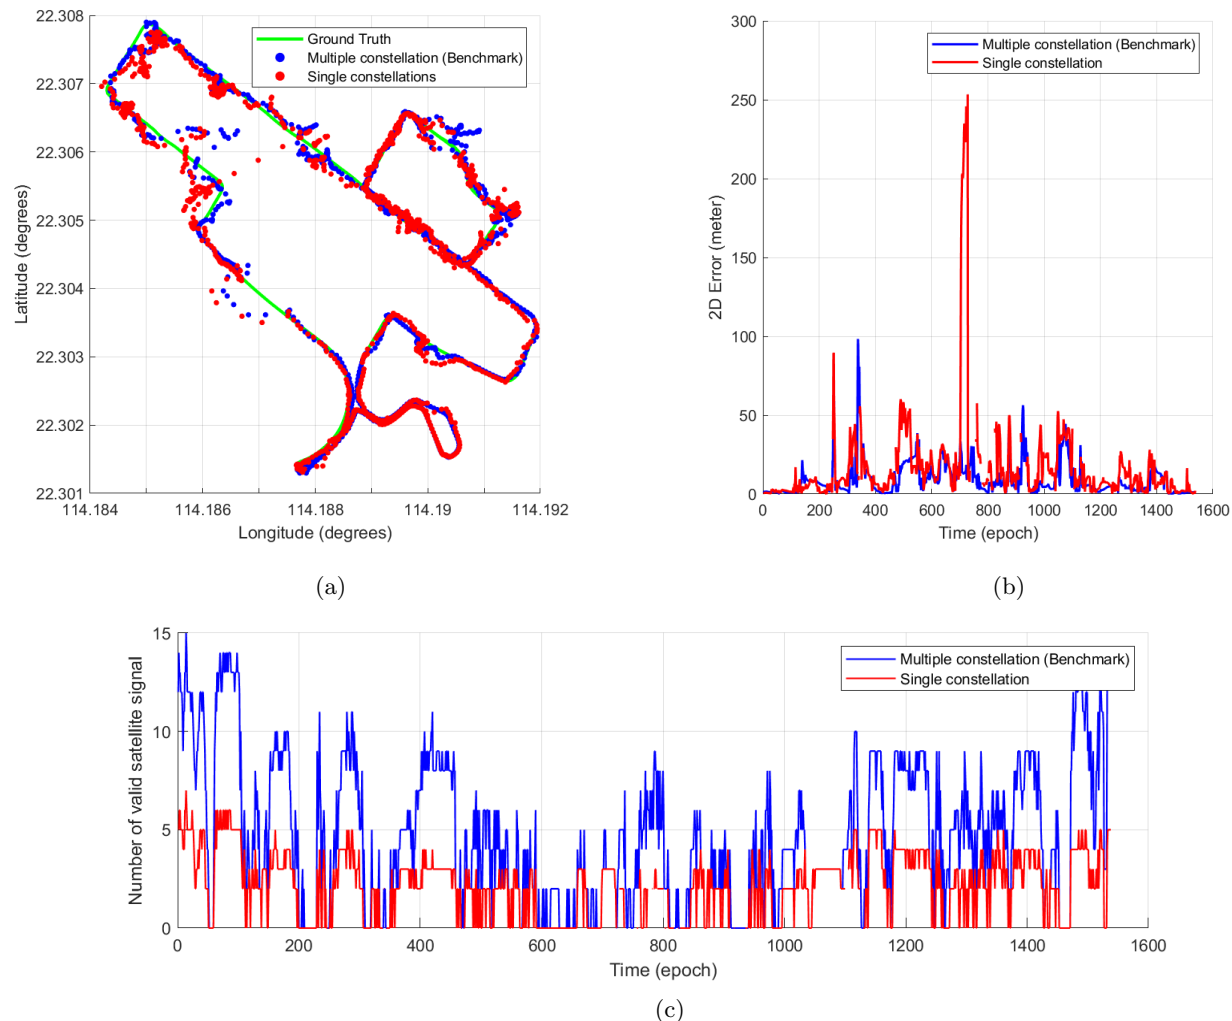 22.308
22.307
22.306
22.305
22.304
22.303
22.302
22.301
114.184
114.186
114.188
114.19
114.192
Latitude (degrees)
Longitude (degrees)
Ground Truth
Multiple constellation (Benchmark)
Single constellations
(a)
300
250
200
150
100
50
0
0
200
400
600
800
1000
1200
1400
1600
2D Error (meter)
Time (epoch)
Multiple constellation (Benchmark)
Single constellation
(b)
15
10
5
0
0
200
400
600
800
1000
1200
1400
1600
Number of valid satellite signal
Time (epoch)
Multiple constellation (Benchmark)
Single constellation
(c)